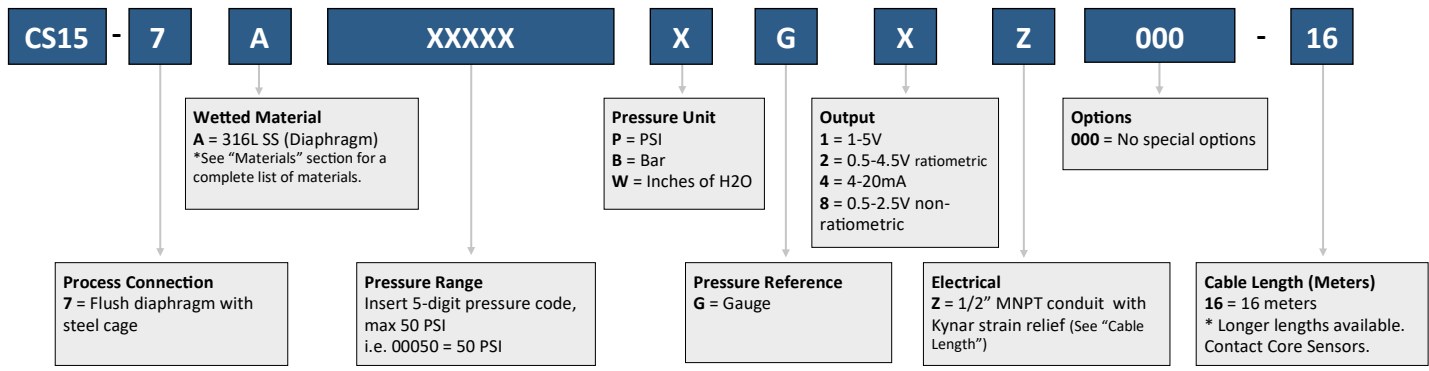 CS15 - 7 A XXXXX X G X Z 000 - 16
Wetted Material
A = 316L SS (Diaphragm)
*See “Materials” section for a
complete list of materials.
Pressure Unit
P = PSI
B = Bar
W = Inches of H2O
Output
1 = 1-5V
2 = 0.5-4.5V ratiometric
4 = 4-20mA
8 = 0.5-2.5V non-
ratiometric
Options
000 = No special options
Process Connection
7 = Flush diaphragm with
steel cage
Pressure Range
Insert 5-digit pressure code,
max 50 PSI
i.e. 00050 = 50 PSI
Pressure Reference
G = Gauge
Electrical
Z = 1/2” MNPT conduit with
Kynar strain relief (See “Cable
Length”)
Cable Length (Meters)
16 = 16 meters
* Longer lengths available.
Contact Core Sensors.